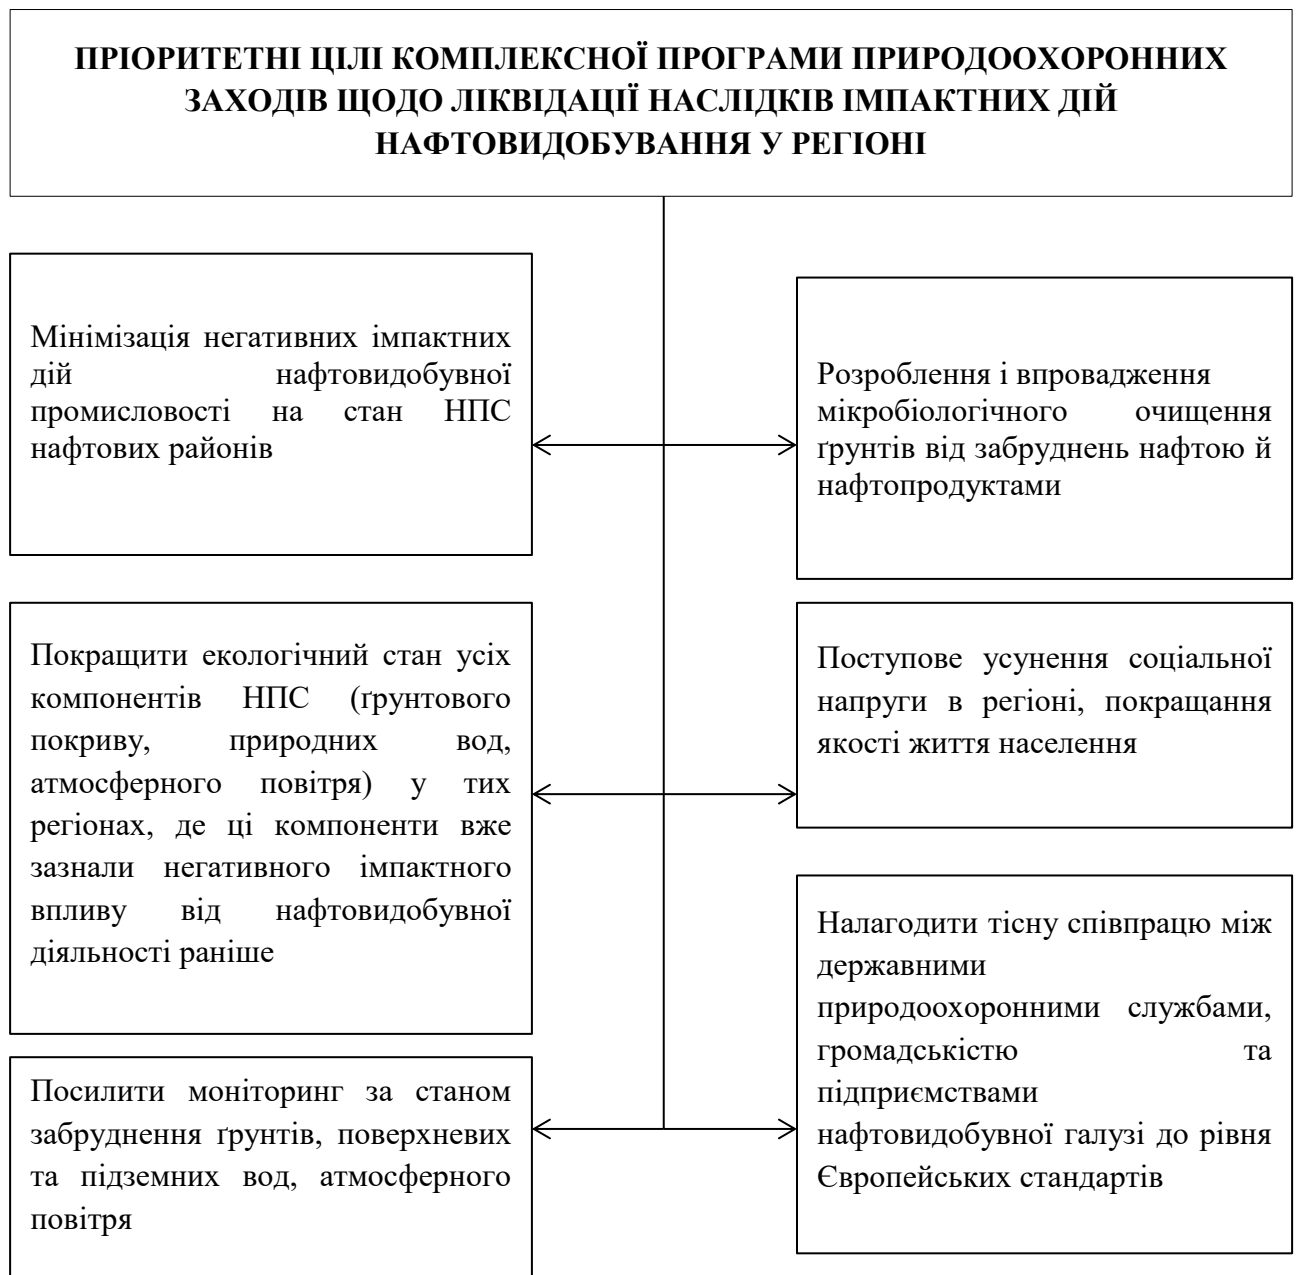 ПРІОРИТЕТНІ ЦІЛІ КОМПЛЕКСНОЇ ПРОГРАМИ ПРИРОДООХОРОННИХ
ЗАХОДІВ ЩОДО ЛІКВІДАЦІЇ НАСЛІДКІВ ІМПАКТНИХ ДІЙ
НАФТОВИДОБУВАННЯ У РЕГІОНІ
Мінімізація негативних імпактних
дій нафтовидобувної
промисловості на стан НПС
нафтових районів
Розроблення і впровадження
мікробіологічного очищення
ґрунтів від забруднень нафтою й
нафтопродуктами
Покращити екологічний стан усіх
компонентів НПС (ґрунтового
покриву, природних вод,
атмосферного повітря) у тих
регіонах, де ці компоненти вже
зазнали негативного імпактного
впливу від нафтовидобувної
діяльності раніше
Поступове усунення соціальної
напруги в регіоні, покращання
якості життя населення
Посилити моніторинг за станом
забруднення ґрунтів, поверхневих
та підземних вод, атмосферного
повітря
Налагодити тісну співпрацю між
державними
природоохоронними службами,
громадськістю та
підприємствами
нафтовидобувної галузі до рівня
Європейських стандартів